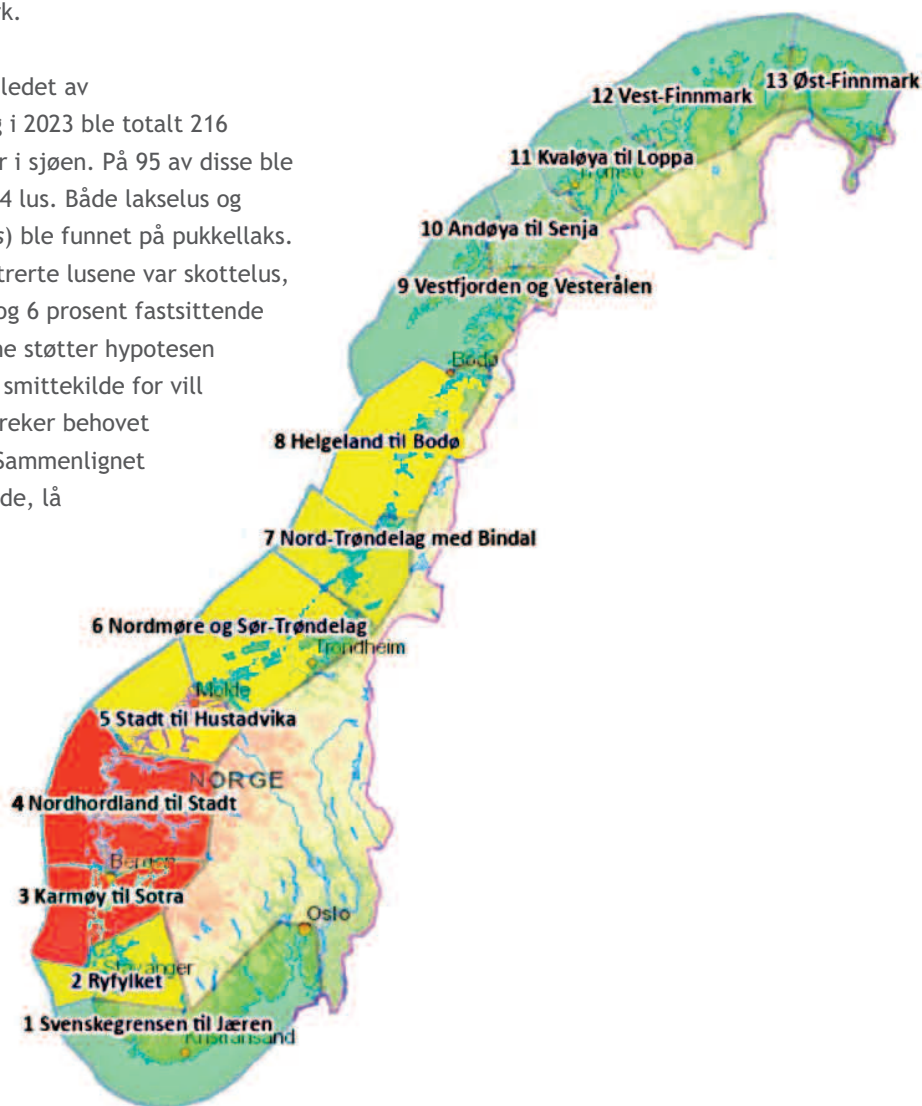 rk.
ledet av
g i 2023 ble totalt 216
r i sjøen. På 95 av disse ble
4 lus. Både lakselus og
s) ble funnet på pukkellaks.
trerte lusene var skottelus,
og 6 prosent fastsittende
ne støtter hypotesen
smittekilde for vill
reker behovet
Sammenlignet
de, lå
13 Øst-Finnmark
12 Vest-Finnmark
11 Kvaløya til Loppa
Tromsø
10 Andøya til Senja
9 Vestfjorden og Vesterålen
Bodø
8 Helgeland til Bodø
7 Nord-Trøndelag med Bindal
6 Nordmøre og Sør-Trøndelag
Trondheim
Molde
5 Stadt til Hustadvika
NORGE
4 Nordhordland til Stadt
Bergen
3 Karmøy til Sotra
Oslo
Stavanger
2 Ryfylket
1 Svenskegrensen til Jæren
Kristiansand